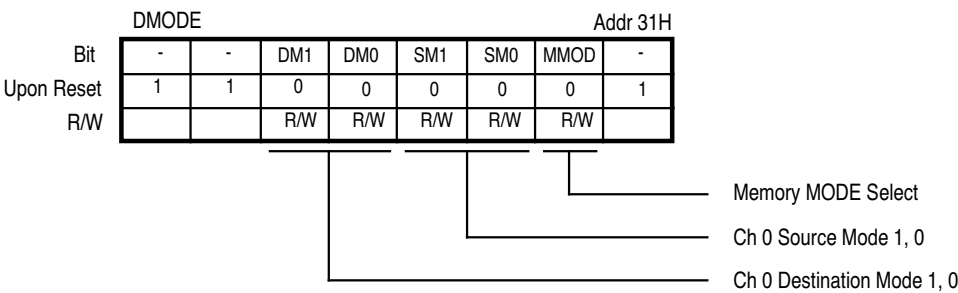 DMODE Addr 31H
Bit - - DM1 DM0 SM1 SM0 MMOD -
Upon Reset 1 1 0 0 0 0 0 1
R/W R/W R/W R/W R/W R/W
Memory MODE Select
Ch 0 Source Mode 1, 0
Ch 0 Destination Mode 1, 0